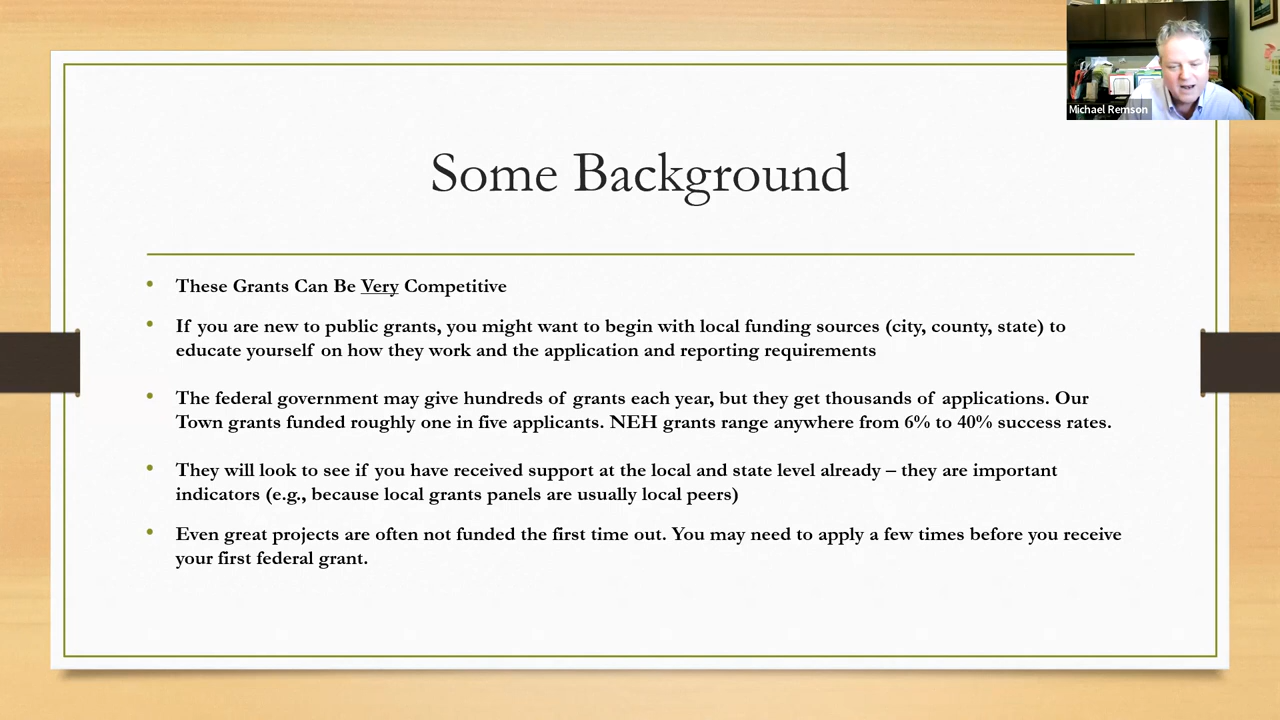 Michael Remson
Some Background
• These Grants Can Be Very Competitive
• If you are new to public grants, you might want to begin with local funding sources (city, county, state) to
educate yourself on how they work and the application and reporting requirements
• The federal government may give hundreds of grants each year, but they get thousands of applications. Our
Town grants funded roughly one in five applicants. NEH grants range anywhere from 6% to 40% success rates.
• They will look to see if you have received support at the local and state level already – they are important
indicators (e.g., because local grants panels are usually local peers)
• Even great projects are often not funded the first time out. You may need to apply a few times before you receive
your first federal grant.